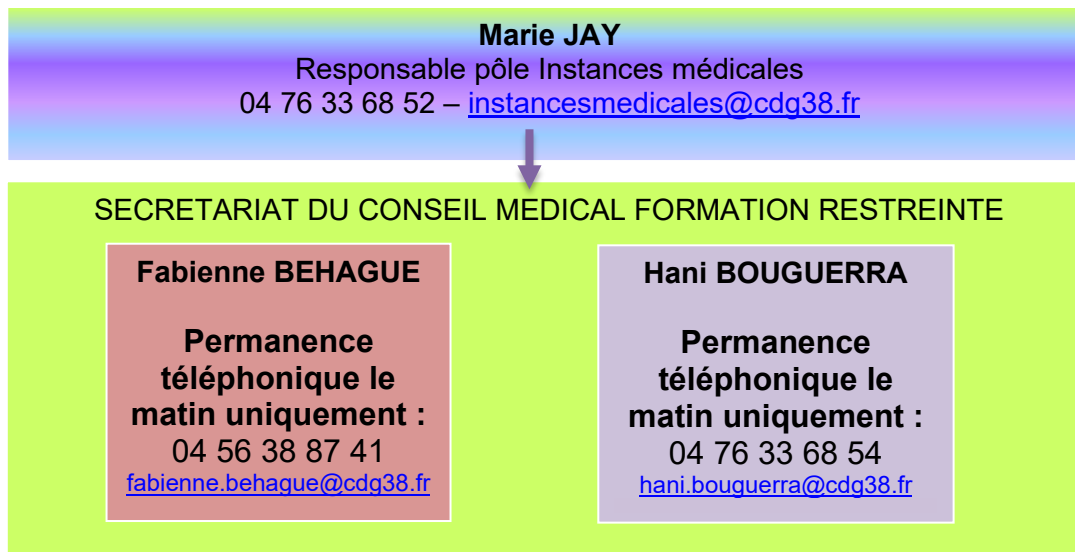 Marie JAY
Responsable pôle Instances médicales
04 76 33 68 52 – instancesmedicales@cdg38.fr
SECRETARIAT DU CONSEIL MEDICAL FORMATION RESTREINTE
Fabienne BEHAGUE
Permanence
téléphonique le
matin uniquement :
04 56 38 87 41
fabienne.behague@cdg38.fr
Hani BOUGUERRA
Permanence
téléphonique le
matin uniquement :
04 76 33 68 54
hani.bouguerra@cdg38.fr